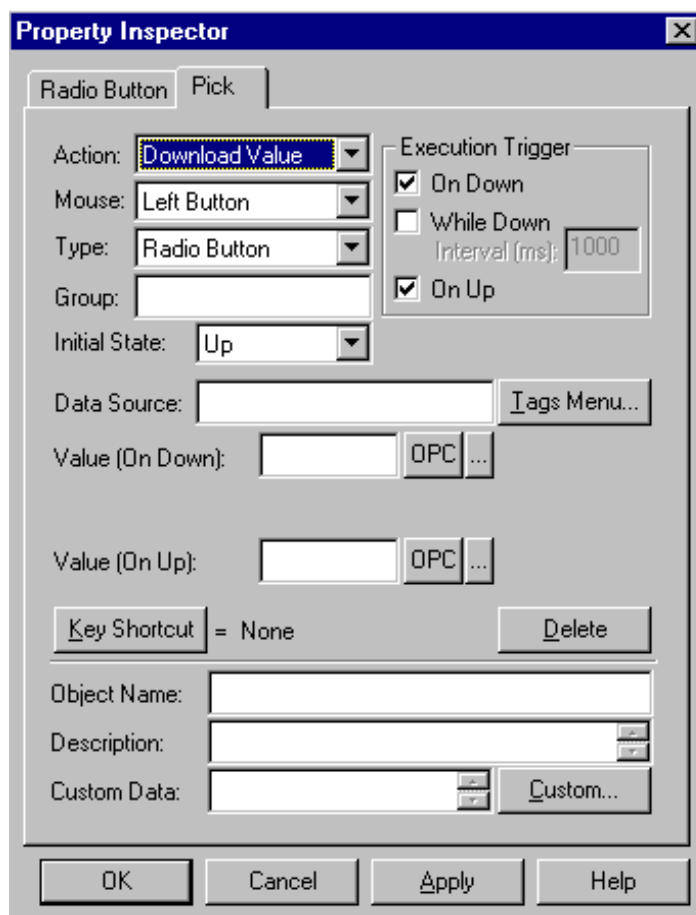 Property Inspector
Radio Button Pick
Action: Download Value
Execution Trigger
On Down
Mouse: Left Button
While Down
Interval (ms): 1000
Type: Radio Button
On Up
Group:
Initial State: Up
Data Source: Tags Menu...
Value (On Down): OPC ...
Value (On Up): OPC ...
Key Shortcut = None Delete
Object Name:
Description:
Custom Data: Custom...
OK Cancel Apply Help